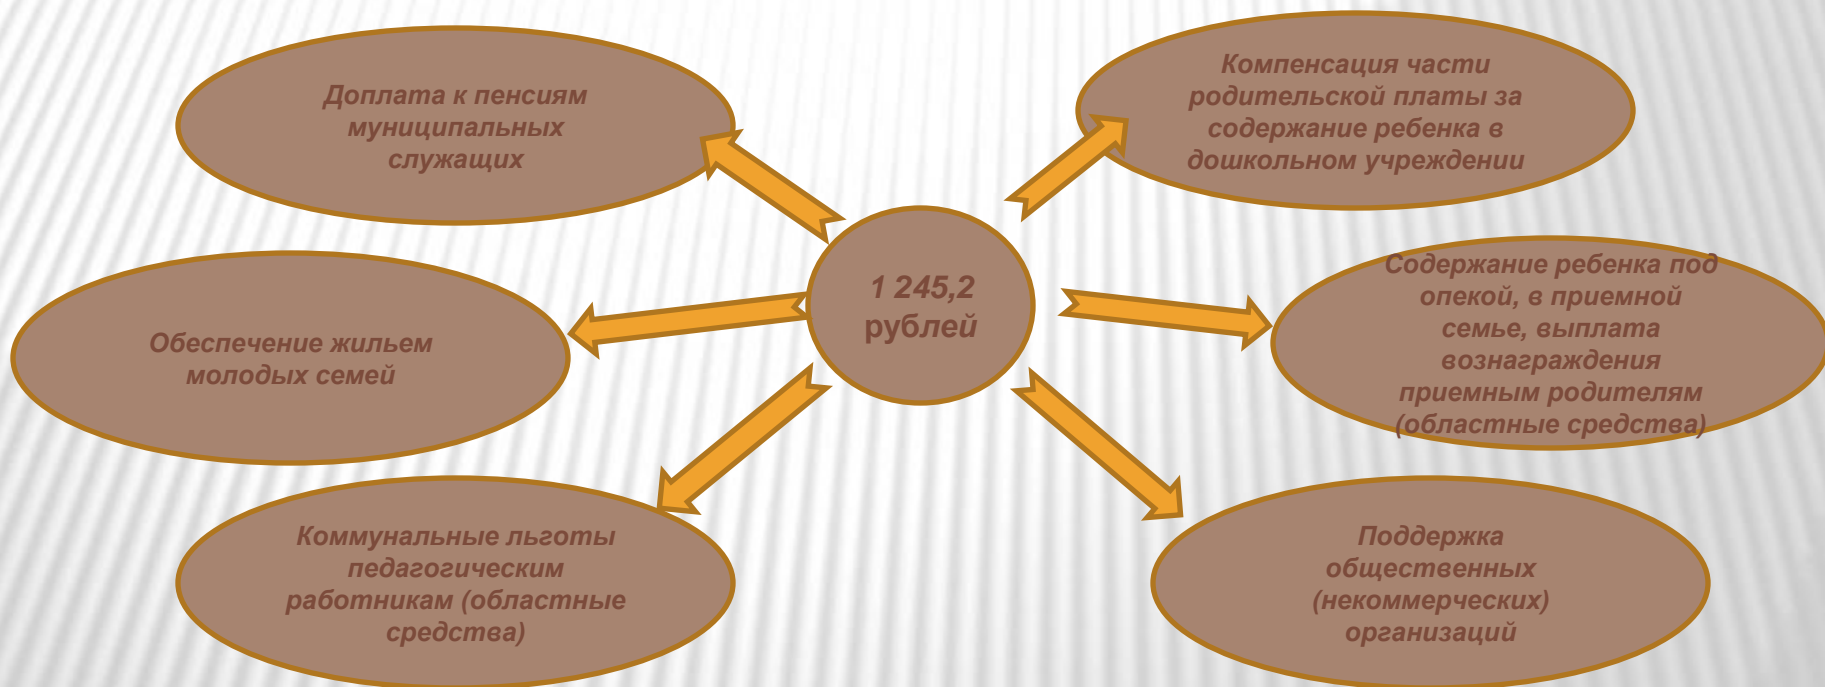 Доплата к пенсиям
муниципальных
служащих
Компенсация части
родительской платы за
содержание ребенка в
дошкольном учреждении
1 245,2
рублей
Обеспечение жильем
молодых семей
Содержание ребенка под
опекой, в приемной
семье, выплата
вознаграждения
приемным родителям
(областные средства)
Коммунальные льготы
педагогическим
работникам (областные
средства)
Поддержка
общественных
(некоммерческих)
организаций